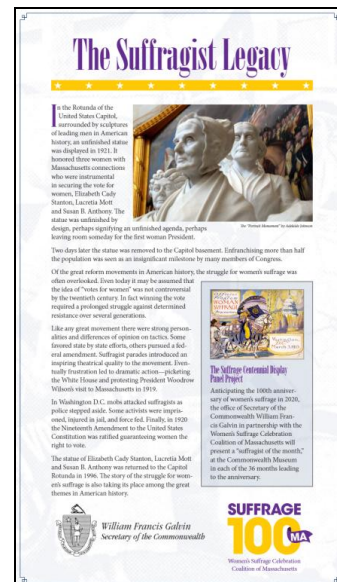 The Suffragist Legacy
In the Rotunda of the
United States Capitol,
surrounded by sculptures
of leading men in American
history, an unfinished statue
was displayed in 1921. It
honored three women with
Massachusetts connections
who were instrumental
in securing the vote for
women, Elizabeth Cady
Stanton, Lucretia Mott
and Susan B. Anthony. The
statue was unfinished by
design, perhaps signifying an unfinished agenda, perhaps
leaving room someday for the first woman President.
The "Portrait Monument" by Adelaide Johnson
Two days later the statue was removed to the Capitol basement. Enfranchising more than half
the population was seen as an insignificant milestone by many members of Congress.
Of the great reform movements in American history, the struggle for women's suffrage was
often overlooked. Even today it may be assumed that
the idea of "votes for women" was not controversial
by the twentieth century. In fact winning the vote
required a prolonged struggle against determined
resistance over several generations.
Like any great movement there were strong person-
alities and differences of opinion on tactics. Some
favored state by state efforts, others pursued a fed-
eral amendment. Suffragist parades introduced an
inspiring theatrical quality to the movement. Even-
tually frustration led to dramatic action—picketing
the White House and protesting President Woodrow
Wilson's visit to Massachusetts in 1919.
In Washington D.C. mobs attacked suffragists as
police stepped aside. Some activists were impris-
oned, injured in jail, and force fed. Finally, in 1920
the Nineteenth Amendment to the United States
Constitution was ratified guaranteeing women the
right to vote.
The statue of Elizabeth Cady Stanton, Lucretia Mott
and Susan B. Anthony was returned to the Capitol
Rotunda in 1996. The story of the struggle for wom-
en's suffrage is also taking its place among the great
themes in American history.
The Suffrage Centennial Display
Panel Project
Anticipating the 100th anniver-
sary of women's suffrage in 2020,
the office of Secretary of the
Commonwealth William Fran-
cis Galvin in partnership with the
Women's Suffrage Celebration
Coalition of Massachusetts will
present a "suffragist of the month,"
at the Commonwealth Museum
in each of the 36 months leading
to the anniversary.
William Francis Galvin
Secretary of the Commonwealth
SUFFRAGE
100
MA
Women's Suffrage Celebration
Coalition of Massachusetts